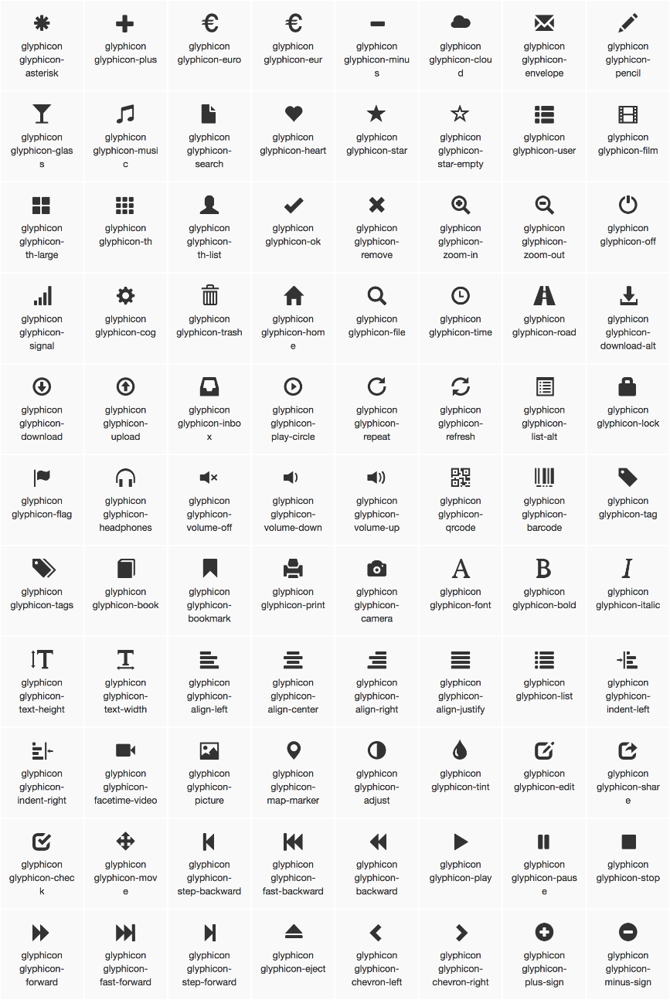 glyphicon
glyphicon-
asterisk
glyphicon
glyphicon-plus
glyphicon
glyphicon-euro
glyphicon
glyphicon-eur
glyphicon
glyphicon-minu
s
glyphicon
glyphicon-clou
d
glyphicon
glyphicon-
envelope
glyphicon
glyphicon-
pencil
glyphicon
glyphicon-glas
s
glyphicon
glyphicon-musi
c
glyphicon
glyphicon-
search
glyphicon
glyphicon-heart
glyphicon
glyphicon-star
glyphicon
glyphicon-
star-empty
glyphicon
glyphicon-user
glyphicon
glyphicon-film
glyphicon
glyphicon-
th-large
glyphicon
glyphicon-th
glyphicon
glyphicon-
th-list
glyphicon
glyphicon-ok
glyphicon
glyphicon-
remove
glyphicon
glyphicon-
zoom-in
glyphicon
glyphicon-
zoom-out
glyphicon
glyphicon-off
glyphicon
glyphicon-
signal
glyphicon
glyphicon-cog
glyphicon
glyphicon-trash
glyphicon
glyphicon-hom
e
glyphicon
glyphicon-file
glyphicon
glyphicon-time
glyphicon
glyphicon-road
glyphicon
glyphicon-
download-alt
glyphicon
glyphicon-
download
glyphicon
glyphicon-
upload
glyphicon
glyphicon-inbo
x
glyphicon
glyphicon-
play-circle
glyphicon
glyphicon-
repeat
glyphicon
glyphicon-
refresh
glyphicon
glyphicon-
list-alt
glyphicon
glyphicon-lock
glyphicon
glyphicon-flag
glyphicon
glyphicon-
headphones
glyphicon
glyphicon-
volume-off
glyphicon
glyphicon-
volume-down
glyphicon
glyphicon-
volume-up
glyphicon
glyphicon-
qrcode
glyphicon
glyphicon-
barcode
glyphicon
glyphicon-tag
glyphicon
glyphicon-tags
glyphicon
glyphicon-book
glyphicon
glyphicon-
bookmark
glyphicon
glyphicon-print
glyphicon
glyphicon-
camera
glyphicon
glyphicon-font
glyphicon
glyphicon-bold
glyphicon
glyphicon-italic
glyphicon
glyphicon-
text-height
glyphicon
glyphicon-
text-width
glyphicon
glyphicon-
align-left
glyphicon
glyphicon-
align-center
glyphicon
glyphicon-
align-right
glyphicon
glyphicon-
align-justify
glyphicon
glyphicon-list
glyphicon
glyphicon-
indent-left
glyphicon
glyphicon-
indent-right
glyphicon
glyphicon-
facetime-video
glyphicon
glyphicon-
picture
glyphicon
glyphicon-
map-marker
glyphicon
glyphicon-
adjust
glyphicon
glyphicon-tint
glyphicon
glyphicon-edit
glyphicon
glyphicon-shar
e
glyphicon
glyphicon-chec
k
glyphicon
glyphicon-mov
e
glyphicon
glyphicon-
step-backward
glyphicon
glyphicon-
fast-backward
glyphicon
glyphicon-
backward
glyphicon
glyphicon-play
glyphicon
glyphicon-paus
e
glyphicon
glyphicon-stop
glyphicon
glyphicon-
forward
glyphicon
glyphicon-
fast-forward
glyphicon
glyphicon-
step-forward
glyphicon
glyphicon-eject
glyphicon
glyphicon-
chevron-left
glyphicon
glyphicon-
chevron-right
glyphicon
glyphicon-
plus-sign
glyphicon
glyphicon-
minus-sign